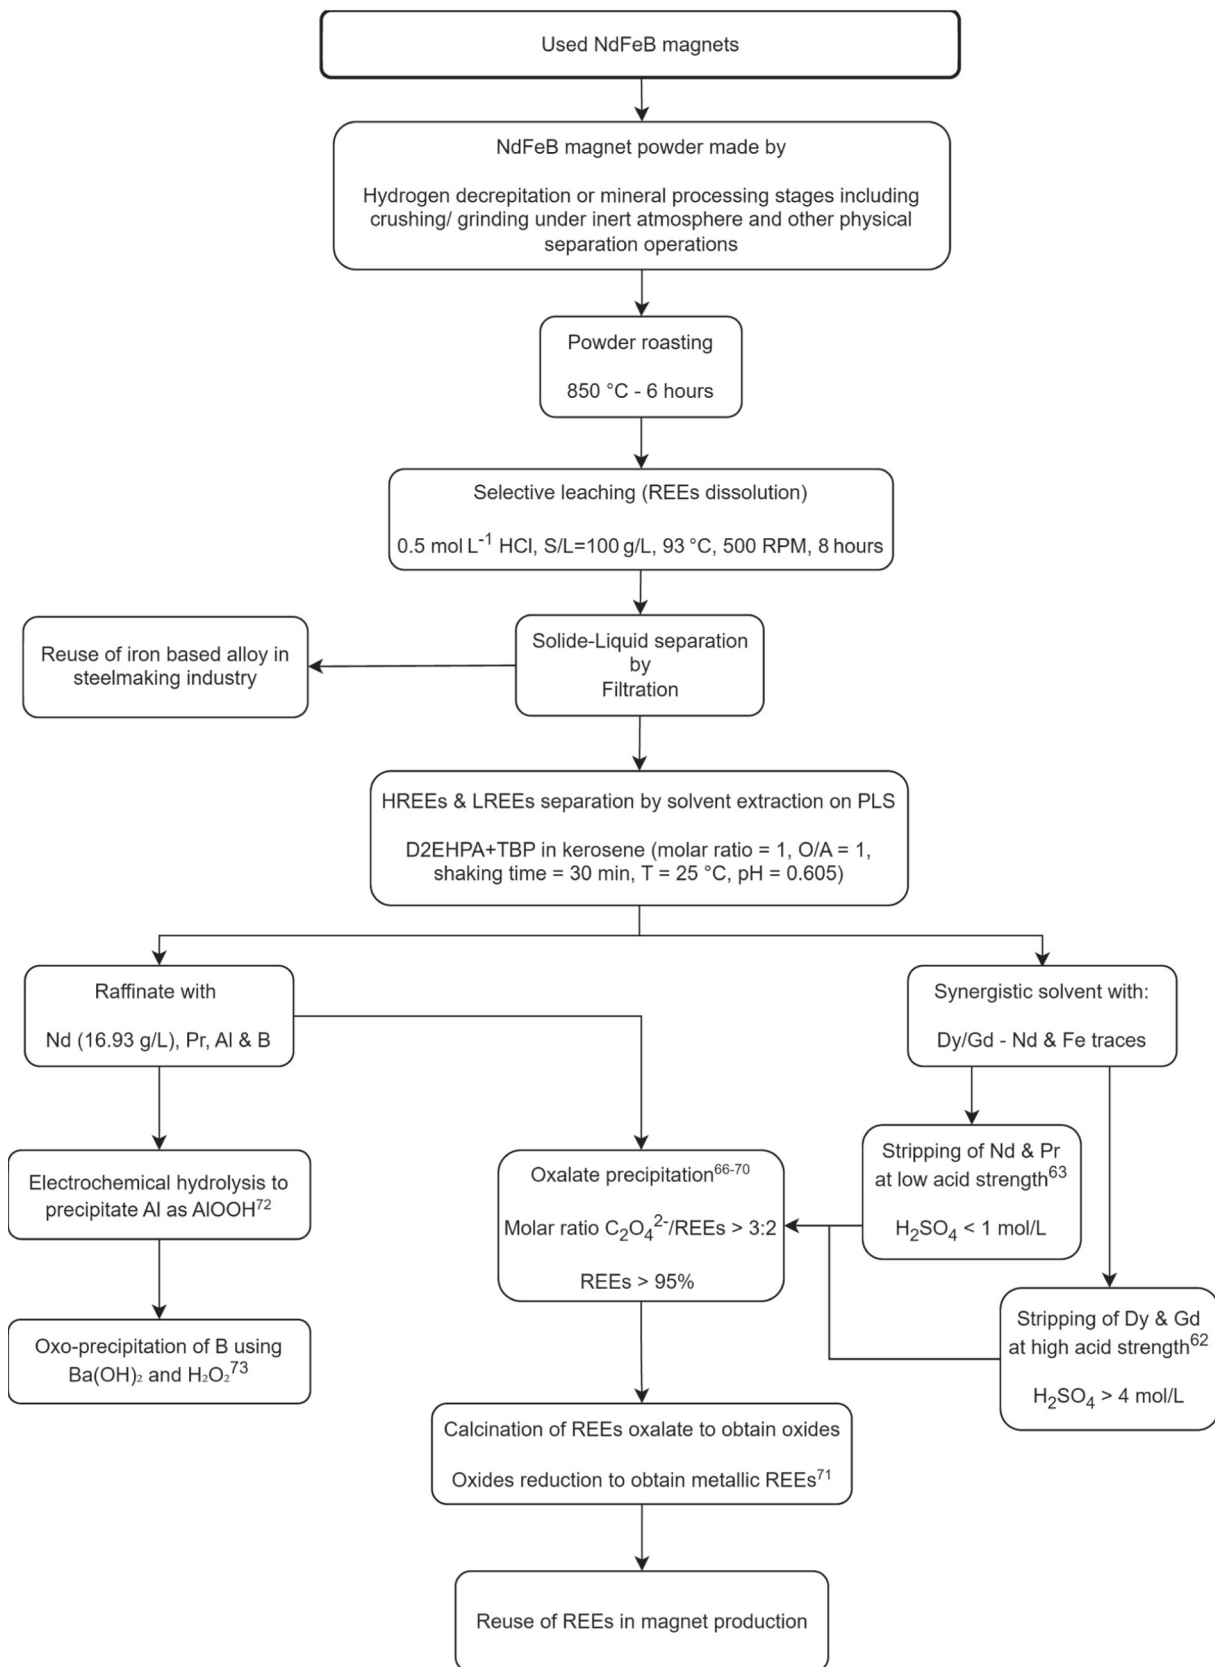 Used NdFeB magnets
NdFeB magnet powder made by
Hydrogen decrepitation or mineral processing stages including
crushing/ grinding under inert atmosphere and other physical
separation operations
Powder roasting
850 °C - 6 hours
Selective leaching (REEs dissolution)
0.5 mol L⁻¹ HCl, S/L=100 g/L, 93 °C, 500 RPM, 8 hours
Reuse of iron based alloy in
steelmaking industry
Solide-Liquid separation
by
Filtration
HREEs & LREEs separation by solvent extraction on PLS
D2EHPA+TBP in kerosene (molar ratio = 1, O/A = 1,
shaking time = 30 min, T = 25 °C, pH = 0.605)
Raffinate with
Nd (16.93 g/L), Pr, Al & B
Synergistic solvent with:
Dy/Gd - Nd & Fe traces
Electrochemical hydrolysis to
precipitate Al as AlOOH⁷²
Oxalate precipitation⁶⁶⁻⁷⁰
Molar ratio C₂O₄²⁻/REEs > 3:2
REEs > 95%
Stripping of Nd & Pr
at low acid strength⁶³
H₂SO₄ < 1 mol/L
Oxo-precipitation of B using
Ba(OH)₂ and H₂O₂⁷³
Stripping of Dy & Gd
at high acid strength⁶²
H₂SO₄ > 4 mol/L
Calcination of REEs oxalate to obtain oxides
Oxides reduction to obtain metallic REEs⁷¹
Reuse of REEs in magnet production